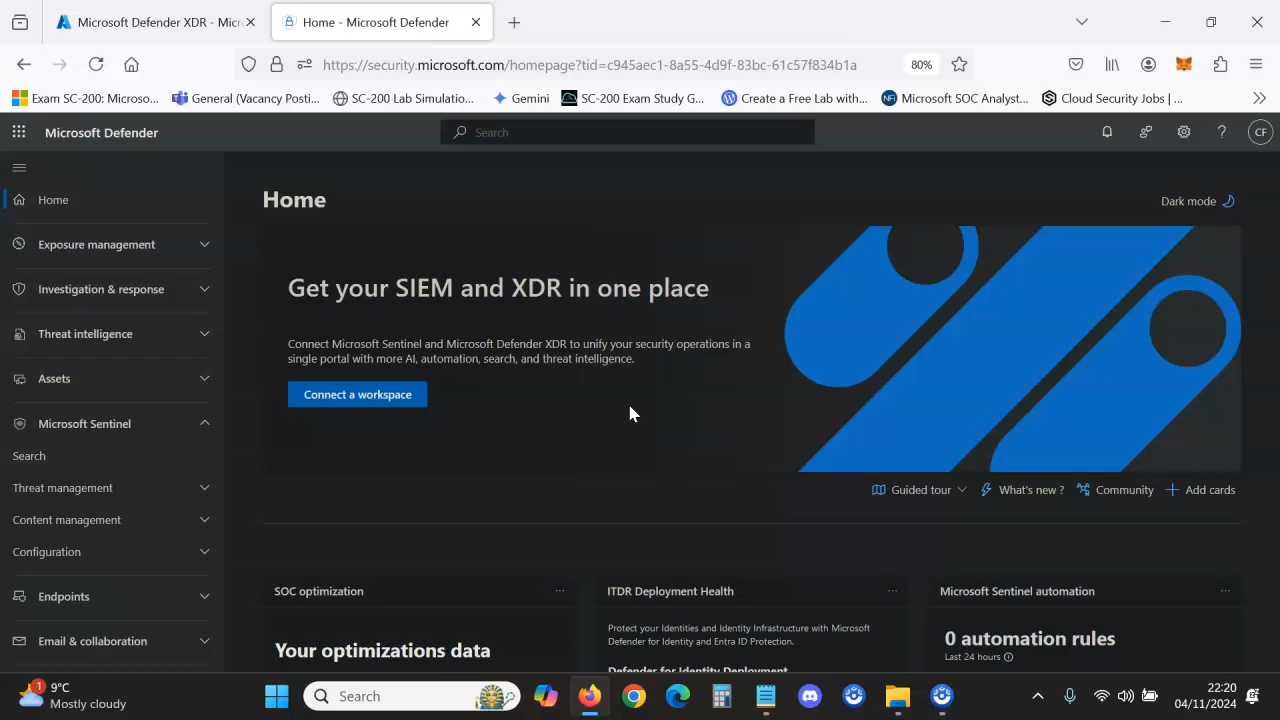 Microsoft Defender XDR - Micr
Home - Microsoft Defender
https://security.microsoft.com/homepage?tid=c945aec1-8a55-4d9f-83bc-61c57f834b1a
80%
Exam SC-200: Microso...
General (Vacancy Poti...
SC-200 Lab Simulatio...
Gemini
SC-200 Exam Study G...
Create a Free Lab with...
Microsoft SOC Analyst...
Cloud Security Jobs | ...
Microsoft Defender
Search
CF
Home
Exposure management
Investigation & response
Threat intelligence
Assets
Microsoft Sentinel
Search
Threat management
Content management
Configuration
Endpoints
Email & collaboration
Home
Dark mode
Get your SIEM and XDR in one place
Connect Microsoft Sentinel and Microsoft Defender XDR to unify your security operations in a
single portal with more AI, automation, search, and threat intelligence.
Connect a workspace
Guided tour
What's new ?
Community
Add cards
SOC optimization
Your optimizations data
ITDR Deployment Health
Protect your Identities and Identity Infrastructure with Microsoft
Defender for Identity and Entra ID Protection.
Defender for Identity Deployment
Microsoft Sentinel automation
0 automation rules
Last 24 hours
1
9°C
Mostly cloudy
Search
22:20
04/11/2024